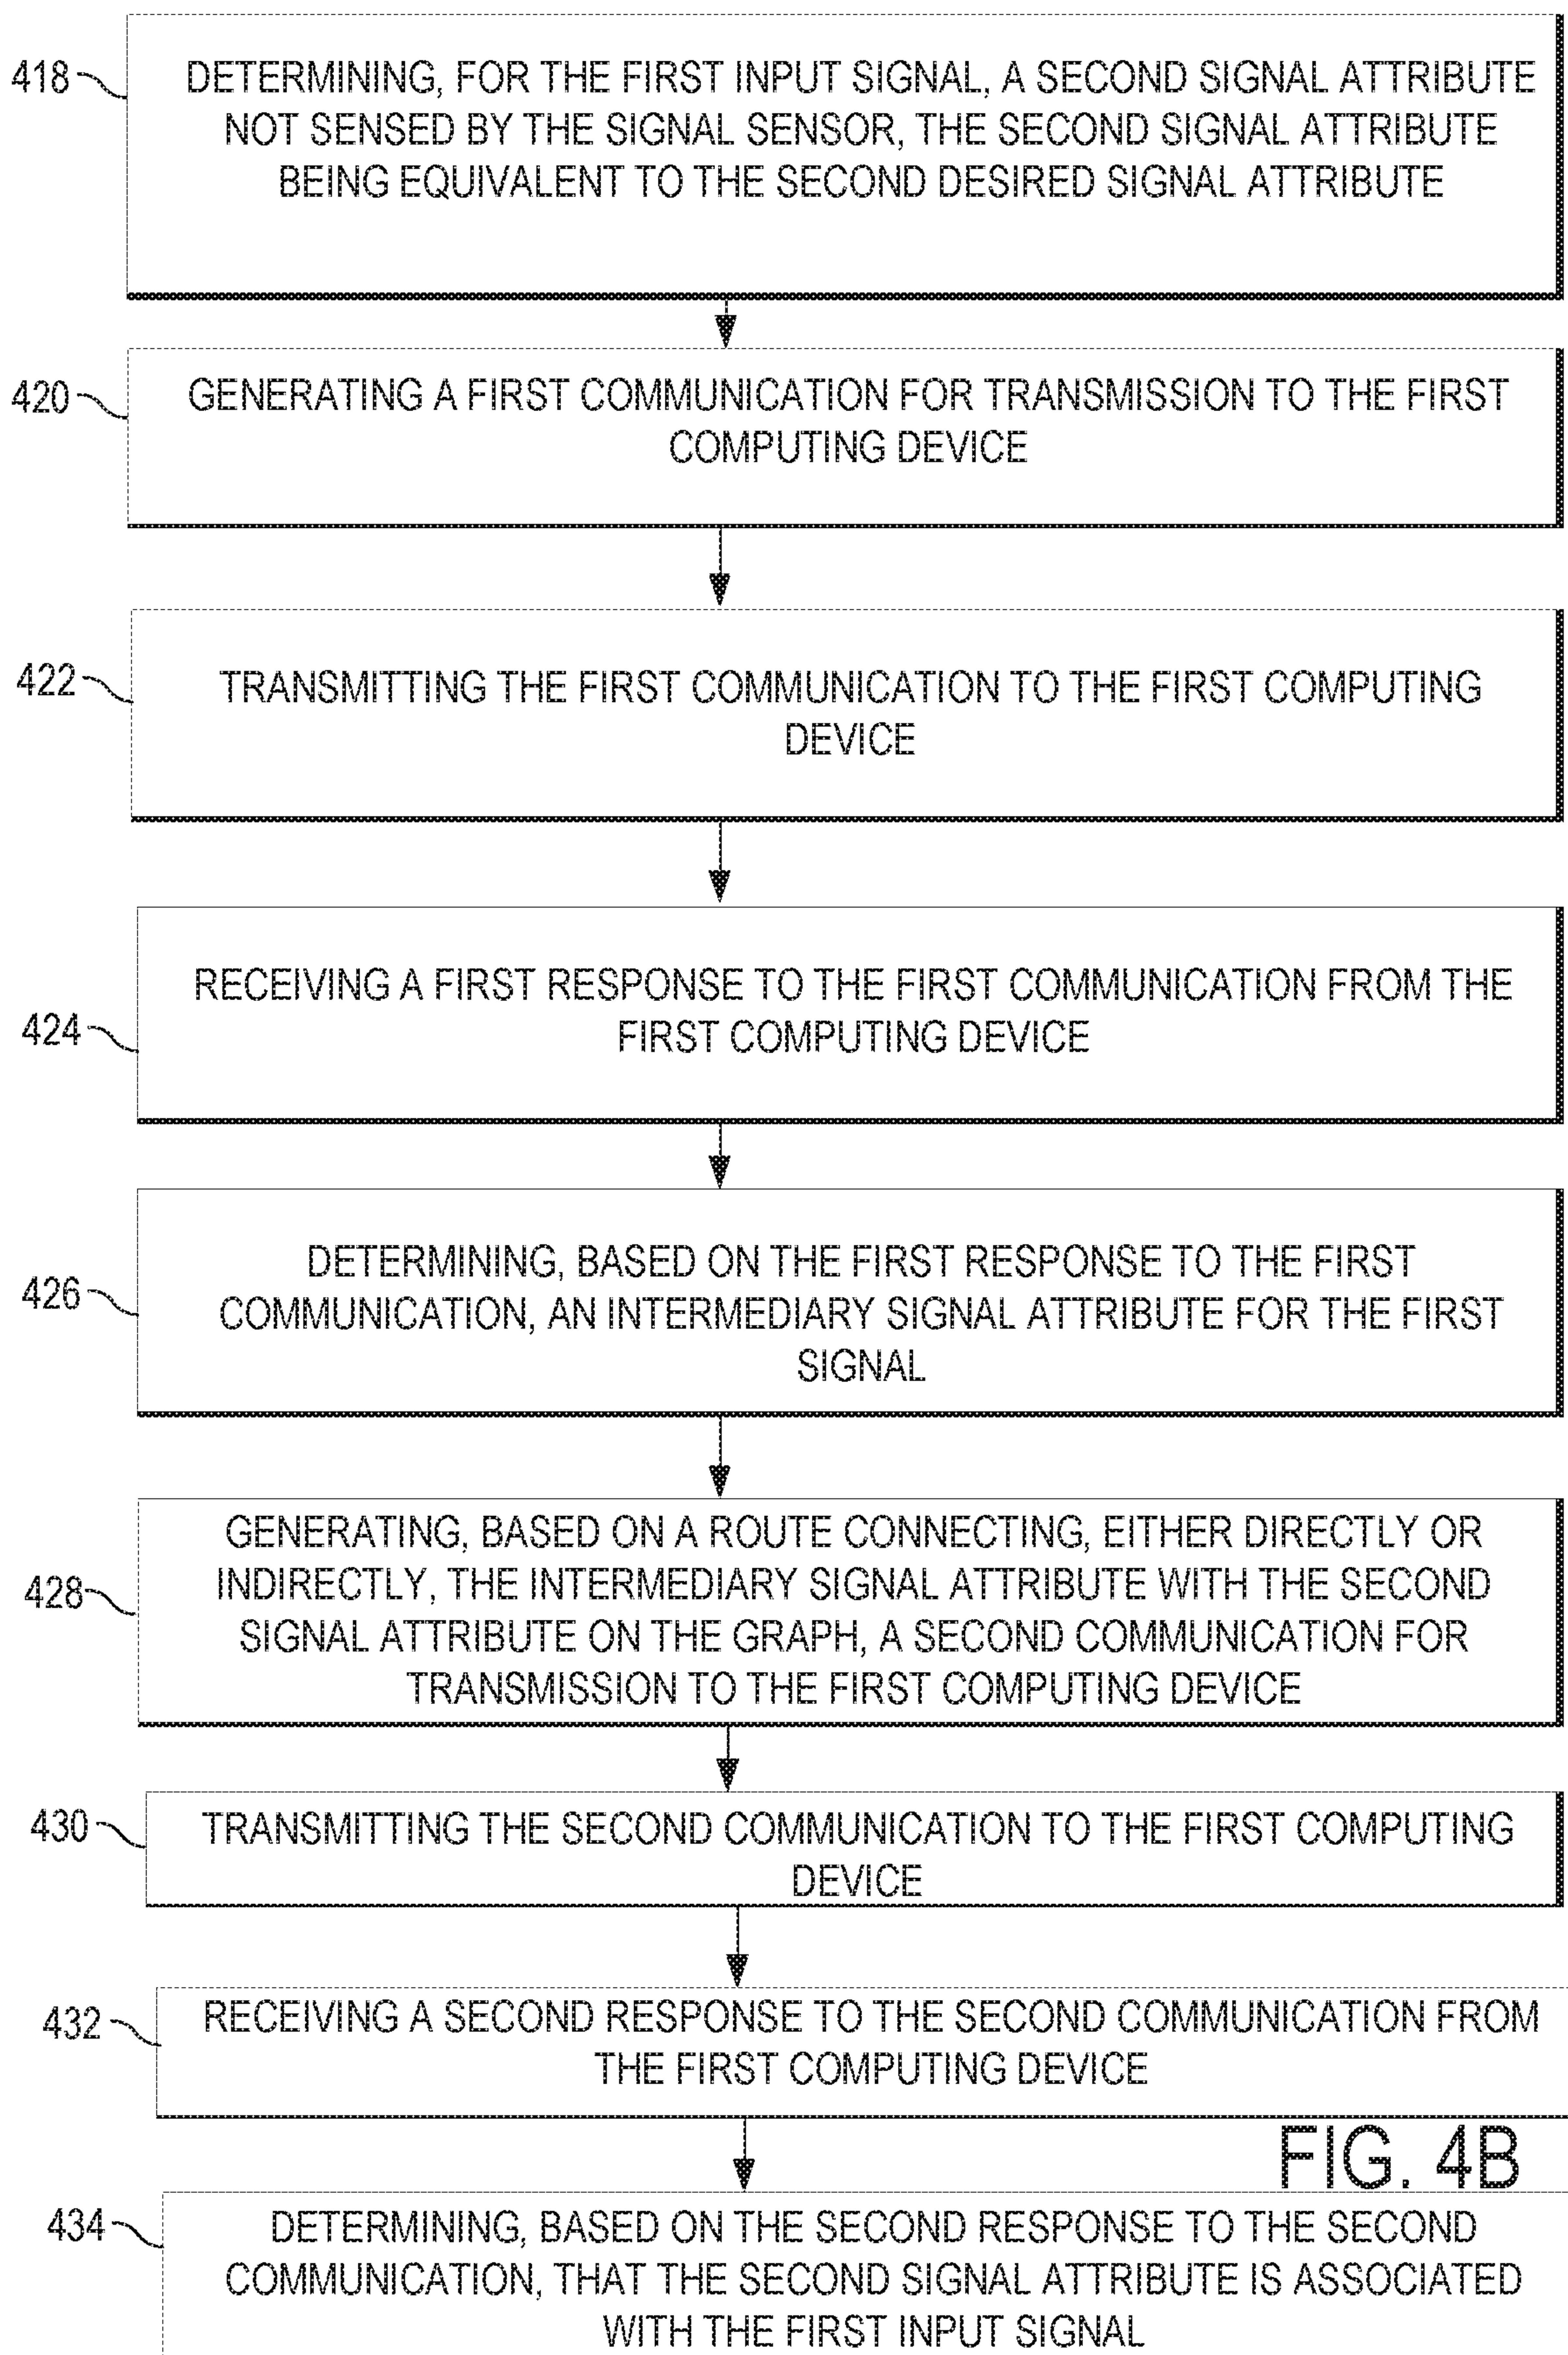 418
DETERMINING, FOR THE FIRST INPUT SIGNAL, A SECOND SIGNAL ATTRIBUTE
NOT SENSED BY THE SIGNAL SENSOR, THE SECOND SIGNAL ATTRIBUTE
BEING EQUIVALENT TO THE SECOND DESIRED SIGNAL ATTRIBUTE
420
GENERATING A FIRST COMMUNICATION FOR TRANSMISSION TO THE FIRST
COMPUTING DEVICE
422
TRANSMITTING THE FIRST COMMUNICATION TO THE FIRST COMPUTING
DEVICE
424
RECEIVING A FIRST RESPONSE TO THE FIRST COMMUNICATION FROM THE
FIRST COMPUTING DEVICE
426
DETERMINING, BASED ON THE FIRST RESPONSE TO THE FIRST
COMMUNICATION, AN INTERMEDIARY SIGNAL ATTRIBUTE FOR THE FIRST
SIGNAL
428
GENERATING, BASED ON A ROUTE CONNECTING, EITHER DIRECTLY OR
INDIRECTLY, THE INTERMEDIARY SIGNAL ATTRIBUTE WITH THE SECOND
SIGNAL ATTRIBUTE ON THE GRAPH, A SECOND COMMUNICATION FOR
TRANSMISSION TO THE FIRST COMPUTING DEVICE
430
TRANSMITTING THE SECOND COMMUNICATION TO THE FIRST COMPUTING
DEVICE
432
RECEIVING A SECOND RESPONSE TO THE SECOND COMMUNICATION FROM
THE FIRST COMPUTING DEVICE
FIG. 4B
434
DETERMINING, BASED ON THE SECOND RESPONSE TO THE SECOND
COMMUNICATION, THAT THE SECOND SIGNAL ATTRIBUTE IS ASSOCIATED
WITH THE FIRST INPUT SIGNAL